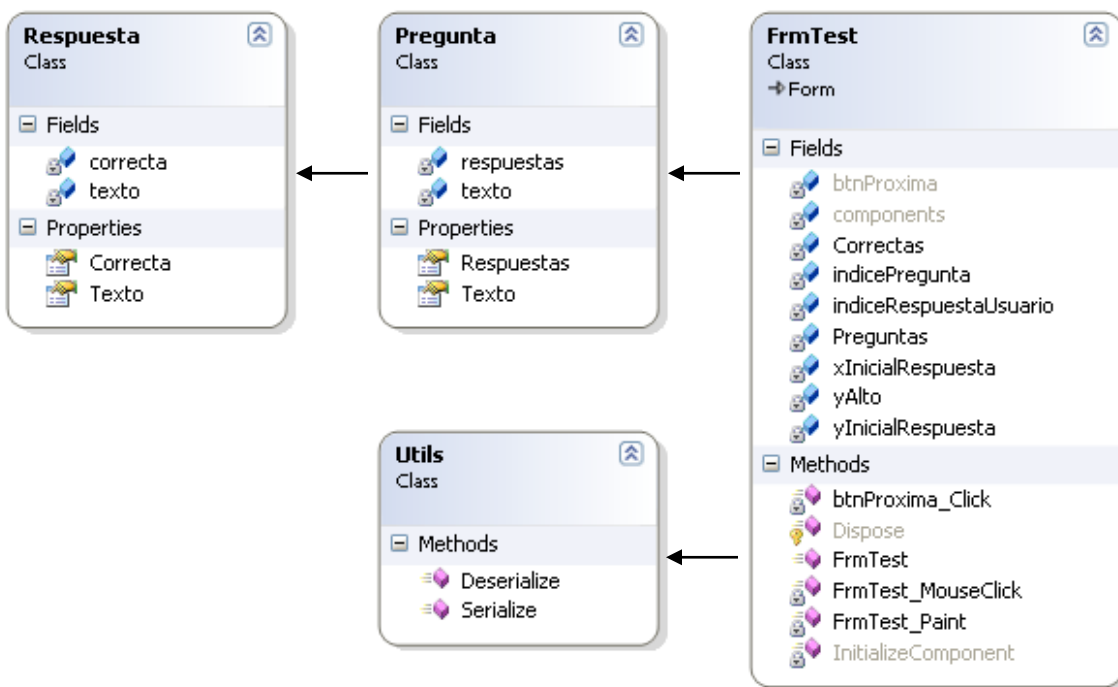 Respuesta
Class
Fields
correcta
texto
Properties
Correcta
Texto
Pregunta
Class
Fields
respuestas
texto
Properties
Respuestas
Texto
FrmTest
Class
Form
Fields
btnProxima
components
Correctas
indicePregunta
indiceRespuestaUsuario
Preguntas
xInicialRespuesta
yAlto
yInicialRespuesta
Methods
btnProxima_Click
Dispose
FrmTest
FrmTest_MouseClick
FrmTest_Paint
InitializeComponent
Utils
Class
Methods
Deserialize
Serialize